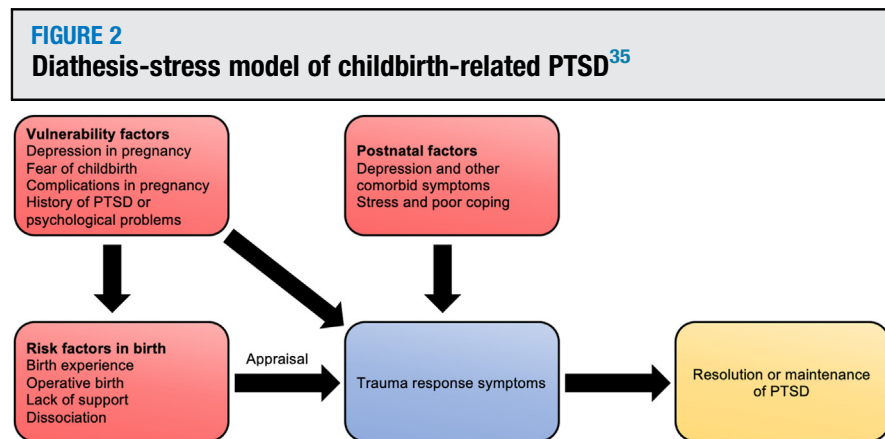 FIGURE 2
Diathesis-stress model of childbirth-related PTSD35
Vulnerability factors
Depression in pregnancy
Fear of childbirth
Complications in pregnancy
History of PTSD or
psychological problems
Postnatal factors
Depression and other
comorbid symptoms
Stress and poor coping
Risk factors in birth
Birth experience
Operative birth
Lack of support
Dissociation
Appraisal
Trauma response symptoms
Resolution or maintenance
of PTSD